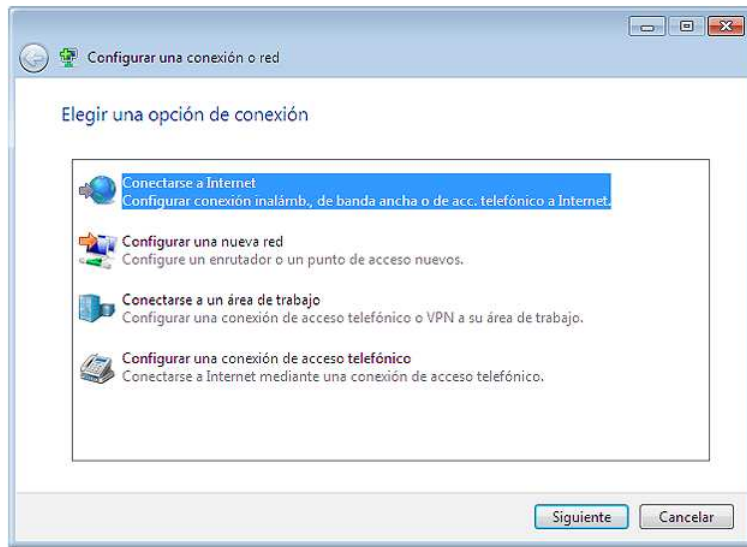 Configurar una conexión o red
Elegir una opción de conexión
Conectarse a Internet
Configurar conexión inalámb., de banda ancha o de acc. telefónico a Internet.
Configurar una nueva red
Configure un enrutador o un punto de acceso nuevos.
Conectarse a un área de trabajo
Configurar una conexión de acceso telefónico o VPN a su área de trabajo.
Configurar una conexión de acceso telefónico
Conectarse a Internet mediante una conexión de acceso telefónico.
Siguiente Cancelar